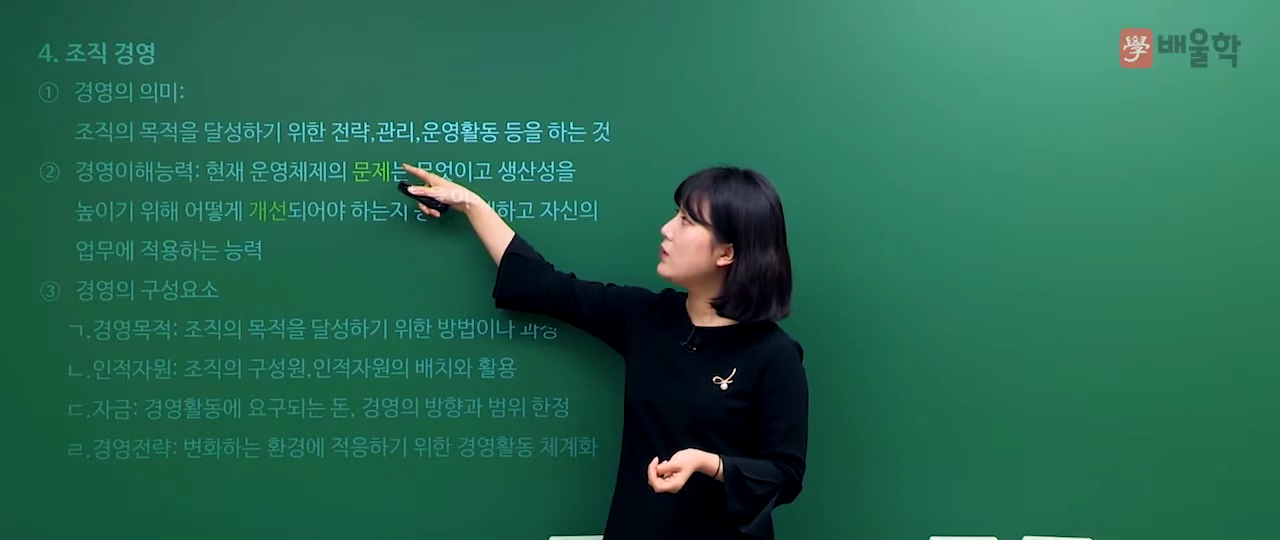 4. 조직 경영
學 배울학
① 경영의 의미:
조직의 목적을 달성하기 위한 전략,관리,운영활동 등을 하는 것
② 경영이해능력: 현재 운영체제의 문제는 무엇이고 생산성을
높이기 위해 어떻게 개선되어야 하는지 자신의
업무에 적용하는 능력
③ 경영의 구성요소
ㄱ.경영목적: 조직의 목적을 달성하기 위한 방법이나 과정
ㄴ.인적자원: 조직의 구성원,인적자원의 배치와 활용
ㄷ.자금: 경영활동에 요구되는 돈, 경영의 방향과 범위 한정
ㄹ.경영전략: 변화하는 환경에 적응하기 위한 경영활동 체계화